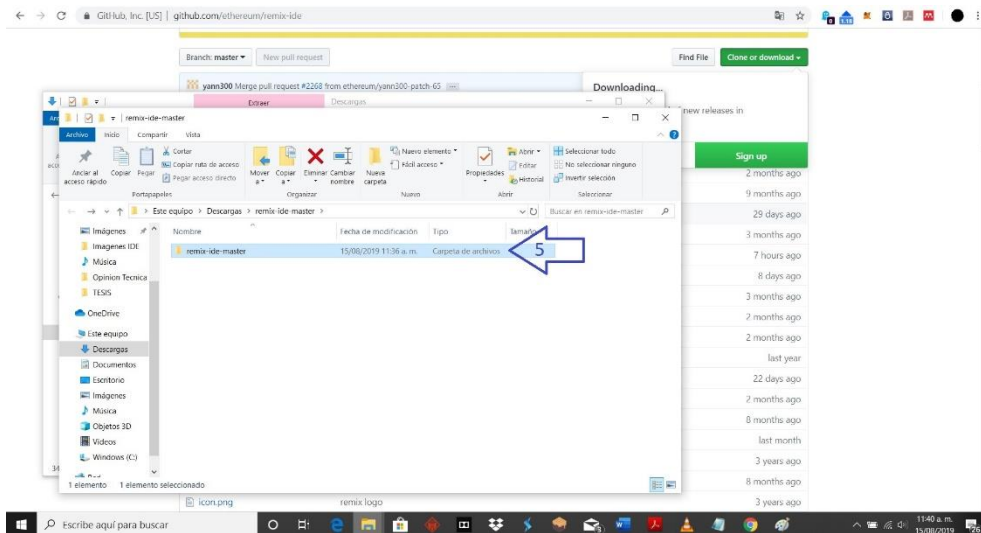 GitHub, Inc. [US] | github.com/ethereum/remix-ide
Branch: master
New pull request
Find File
Clone or download
yann300 Merge pull request #2268 from ethereum/yann300-patch-65
Downloading...
Extraer
Descargas
new releases in
remix-ide-master
Archivo Inicio Compartir Vista
Sign up
Anclar al acceso rápido
Copiar
Pegar
Cortar
Copiar ruta de acceso
Pegar acceso directo
Mover a
Copiar a
Eliminar
Cambiar nombre
Nueva carpeta
Nuevo elemento
Fácil acceso
Propiedades
Abrir
Editar
Historial
Seleccionar todo
No seleccionar ninguno
Invertir selección
Portapapeles
Organizar
Nuevo
Abrir
Seleccionar
Este equipo > Descargas > remix-ide-master >
Buscar en remix-ide-master
Nombre
Fecha de modificación
Tipo
Tamaño
remix-ide-master
15/08/2019 11:36 a. m.
Carpeta de archivos
5
Imágenes
Imagenes IDE
Música
Opinion Tecnica
TESIS
OneDrive
Este equipo
Descargas
Documentos
Escritorio
Imágenes
Música
Objetos 3D
Videos
Windows (C:)
1 elemento
1 elemento seleccionado
2 months ago
9 months ago
29 days ago
3 months ago
7 hours ago
8 days ago
3 months ago
2 months ago
2 months ago
last year
22 days ago
2 months ago
8 months ago
last month
3 years ago
8 months ago
icon.png
remix logo
3 years ago
Escribe aquí para buscar
11:40 a. m.
15/08/2019